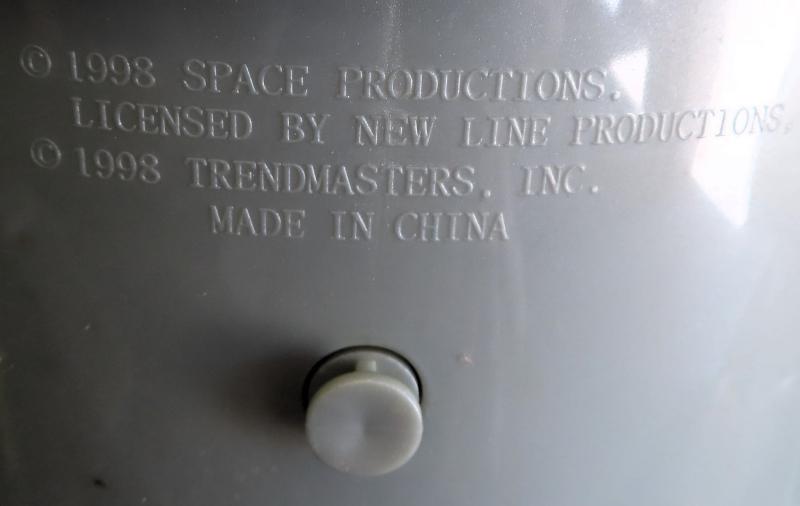 © 1998 SPACE PRODUCTIONS.
LICENSED BY NEW LINE PRODUCTIONS,
© 1998 TRENDMASTERS, INC.
MADE IN CHINA